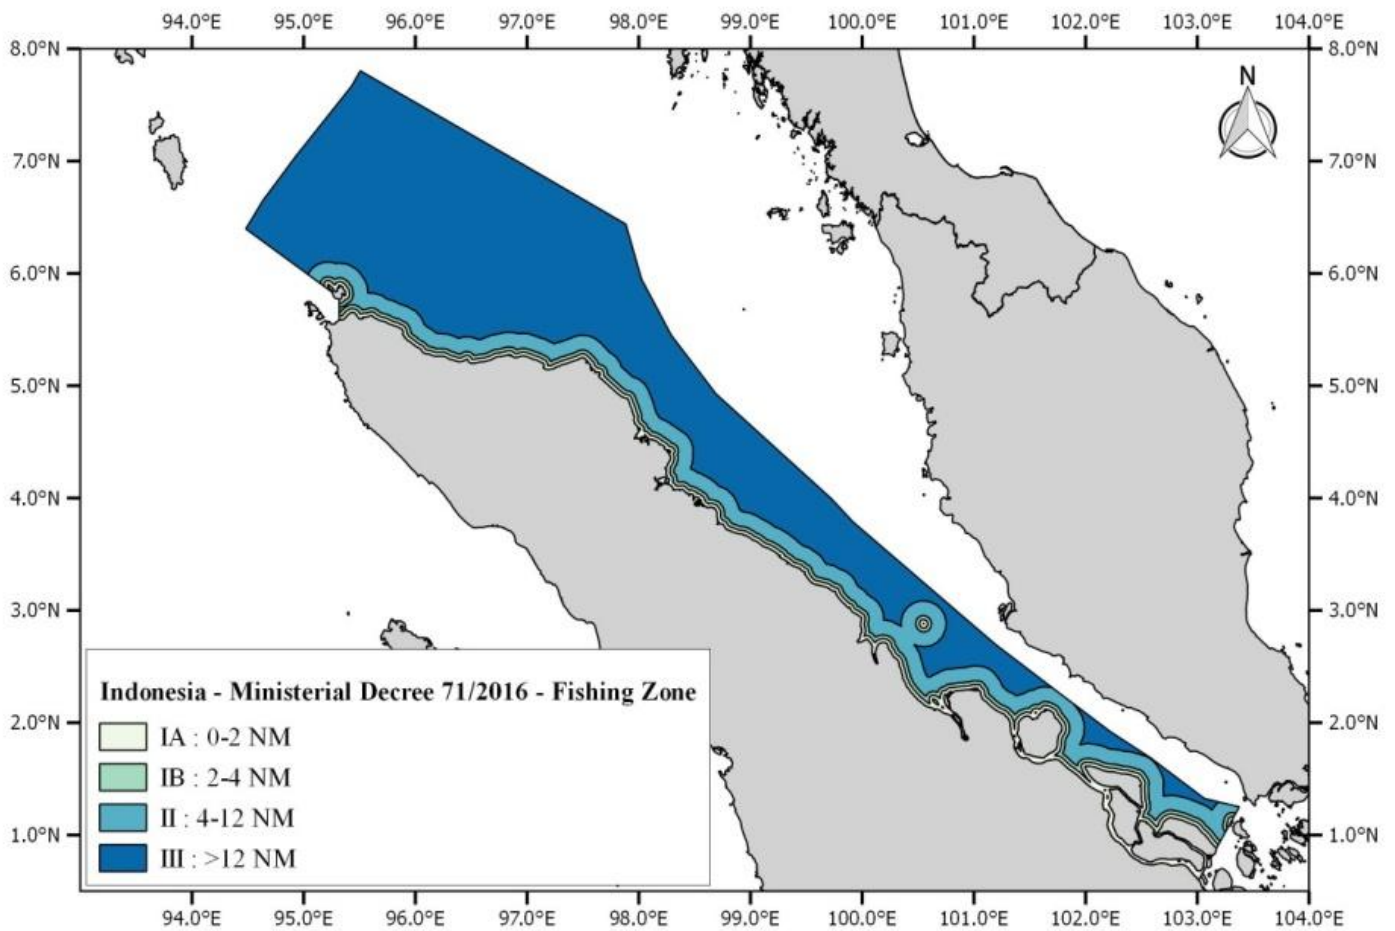 94.0°E 95.0°E 96.0°E 97.0°E 98.0°E 99.0°E 100.0°E 101.0°E 102.0°E 103.0°E 104.0°E
8.0°N 8.0°N
N
7.0°N 7.0°N
6.0°N 6.0°N
5.0°N 5.0°N
4.0°N 4.0°N
3.0°N 3.0°N
Indonesia - Ministerial Decree 71/2016 - Fishing Zone
2.0°N 2.0°N
IA : 0-2 NM
IB : 2-4 NM
II : 4-12 NM
1.0°N 1.0°N
III : >12 NM
94.0°E 95.0°E 96.0°E 97.0°E 98.0°E 99.0°E 100.0°E 101.0°E 102.0°E 103.0°E 104.0°E